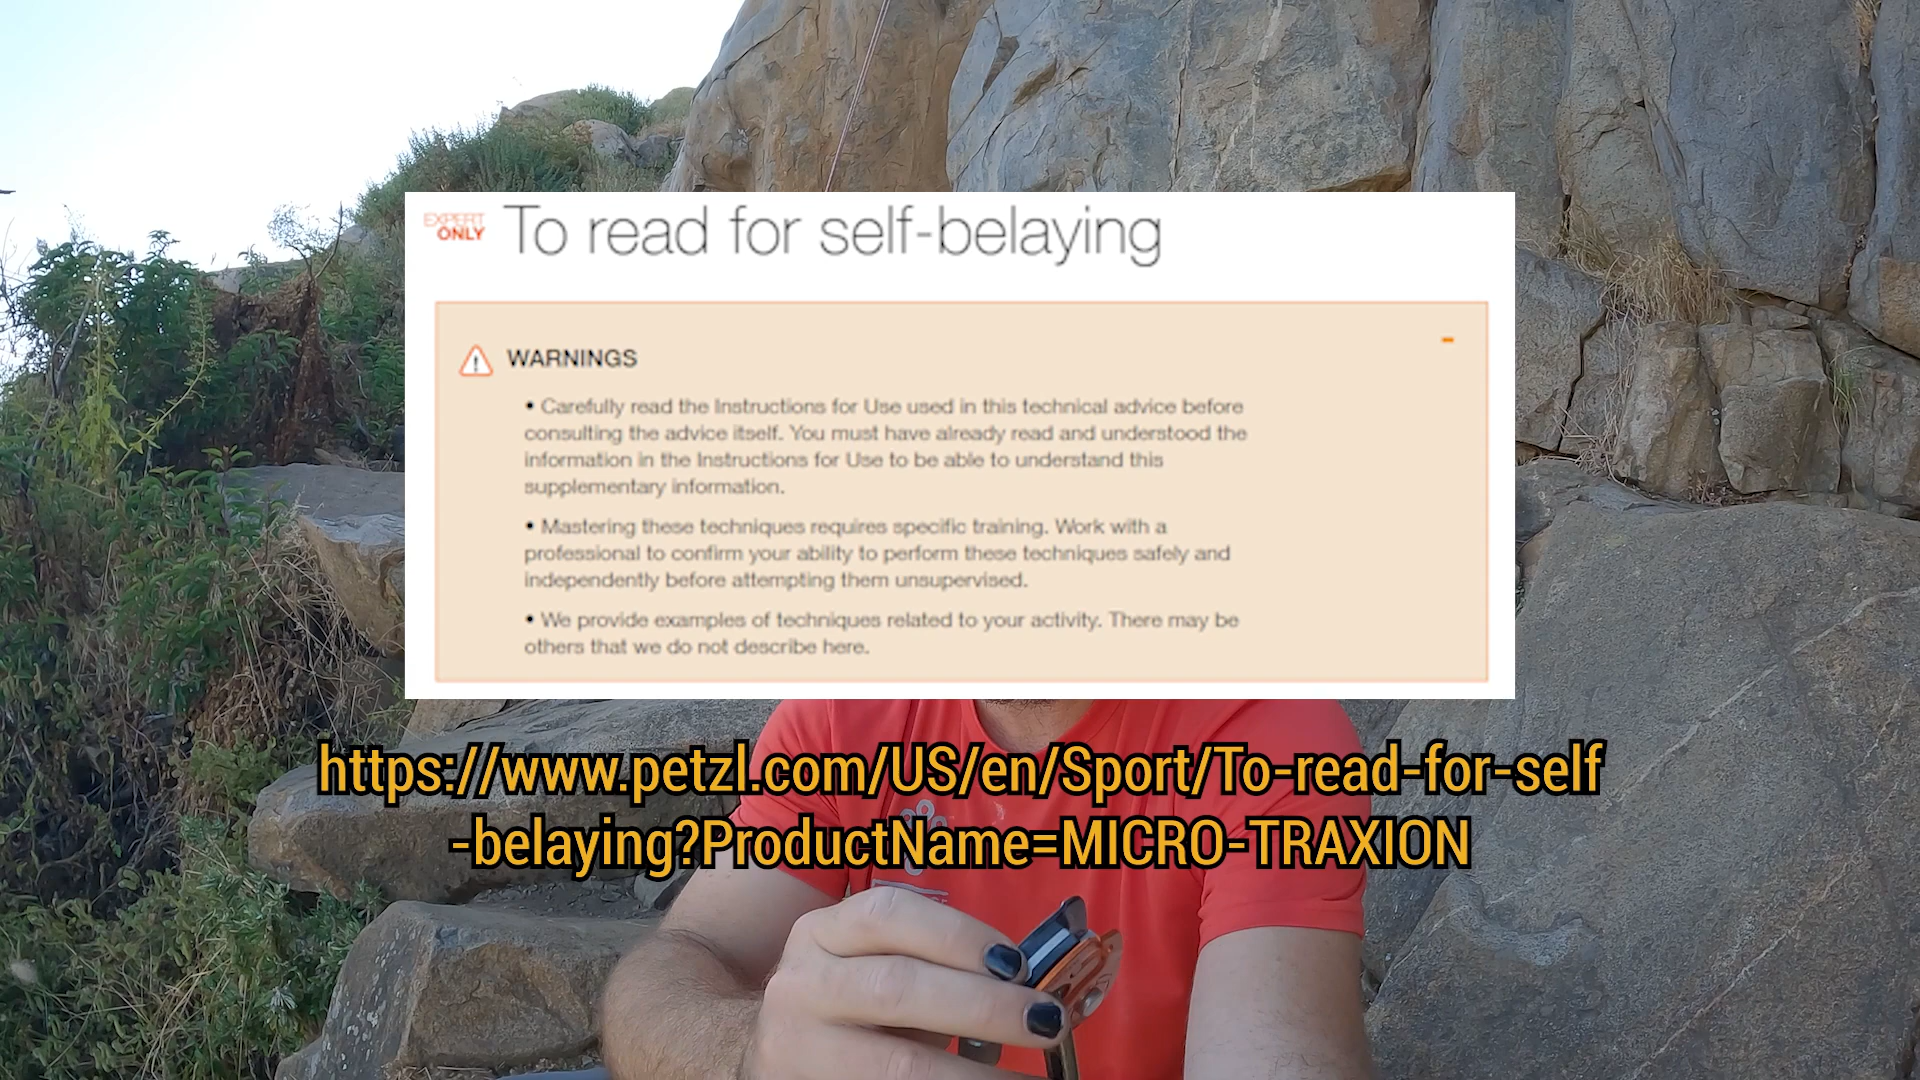 EXPERT
ONLY
To read for self-belaying
WARNINGS
• Carefully read the Instructions for Use used in this technical advice before
consulting the advice itself. You must have already read and understood the
information in the Instructions for Use to be able to understand this
supplementary information.
• Mastering these techniques requires specific training. Work with a
professional to confirm your ability to perform these techniques safely and
independently before attempting them unsupervised.
• We provide examples of techniques related to your activity. There may be
others that we do not describe here.
https://www.petzl.com/US/en/Sport/To-read-for-self
-belaying?ProductName=MICRO-TRAXION